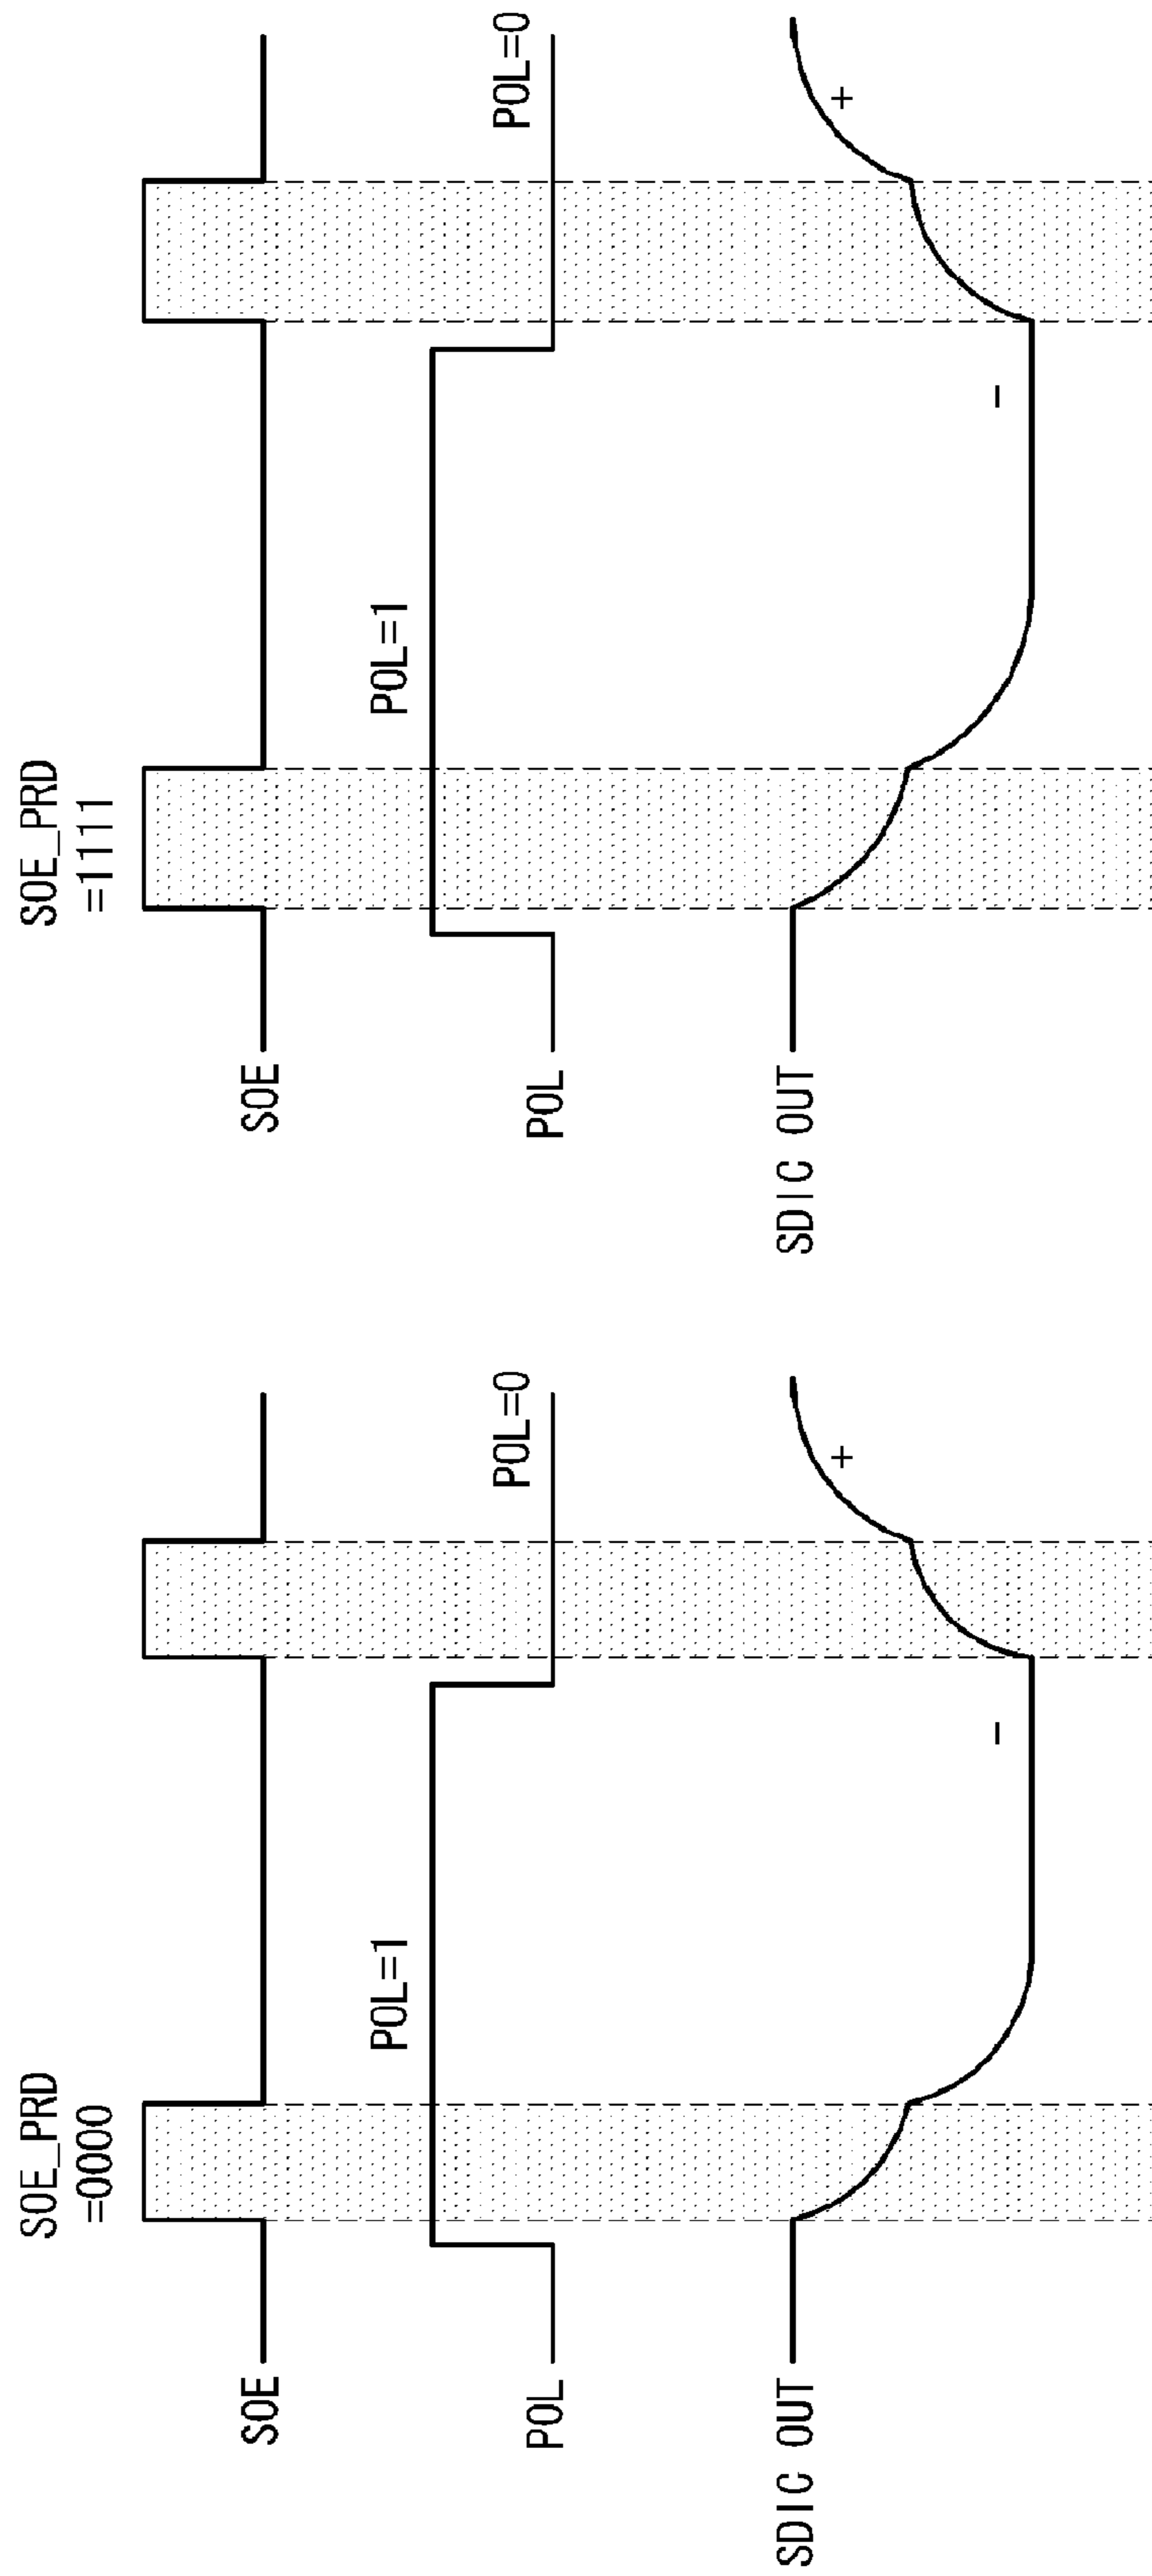 SOE_PRD
=0000
SOE
POL=1
POL
POL=0
SDIC OUT
−
+
SOE_PRD
=1111
SOE
POL=1
POL
POL=0
SDIC OUT
−
+